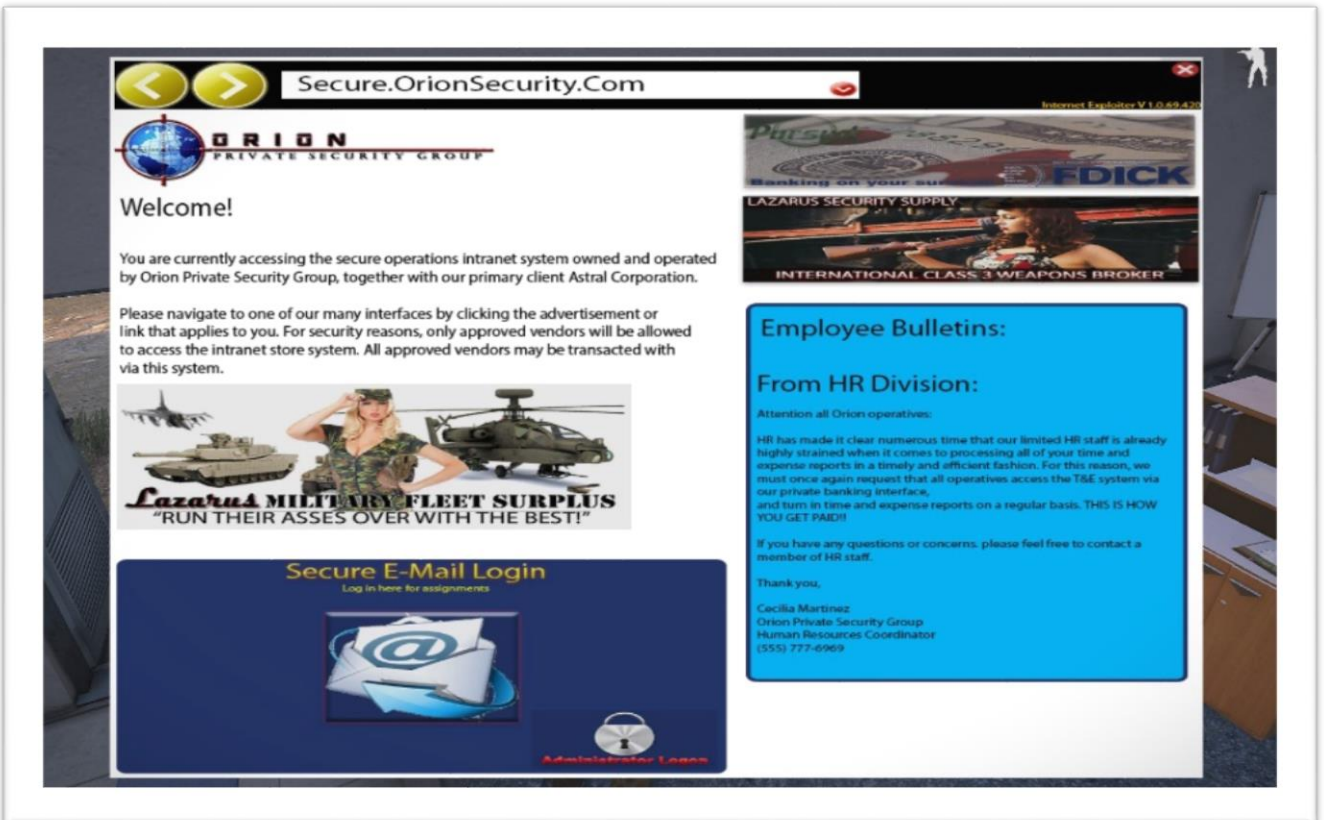 Secure.OrionSecurity.Com
Internet Exploiter V 1.0.69.420
ORION
PRIVATE SECURITY GROUP
Welcome!
You are currently accessing the secure operations intranet system owned and operated
by Orion Private Security Group, together with our primary client Astral Corporation.
Please navigate to one of our many interfaces by clicking the advertisement or
link that applies to you. For security reasons, only approved vendors will be allowed
to access the intranet store system. All approved vendors may be transacted with
via this system.
Lazarus MILITARY FLEET SURPLUS
"RUN THEIR ASSES OVER WITH THE BEST!"
Secure E-Mail Login
Log in here for assignments
Administrator Logon
Banking on your
FDICK
LAZARUS SECURITY SUPPLY
INTERNATIONAL CLASS 3 WEAPONS BROKER
Employee Bulletins:
From HR Division:
Attention all Orion operatives:
HR has made it clear numerous time that our limited HR staff is already
highly strained when it comes to processing all of your time and
expense reports in a timely and efficient fashion. For this reason, we
must once again request that all operatives access the T&E system via
our private banking interface,
and turn in time and expense reports on a regular basis. THIS IS HOW
YOU GET PAID!!
If you have any questions or concerns. please feel free to contact a
member of HR staff.
Thank you,
Cecilia Martinez
Orion Private Security Group
Human Resources Coordinator
(555) 777-6969